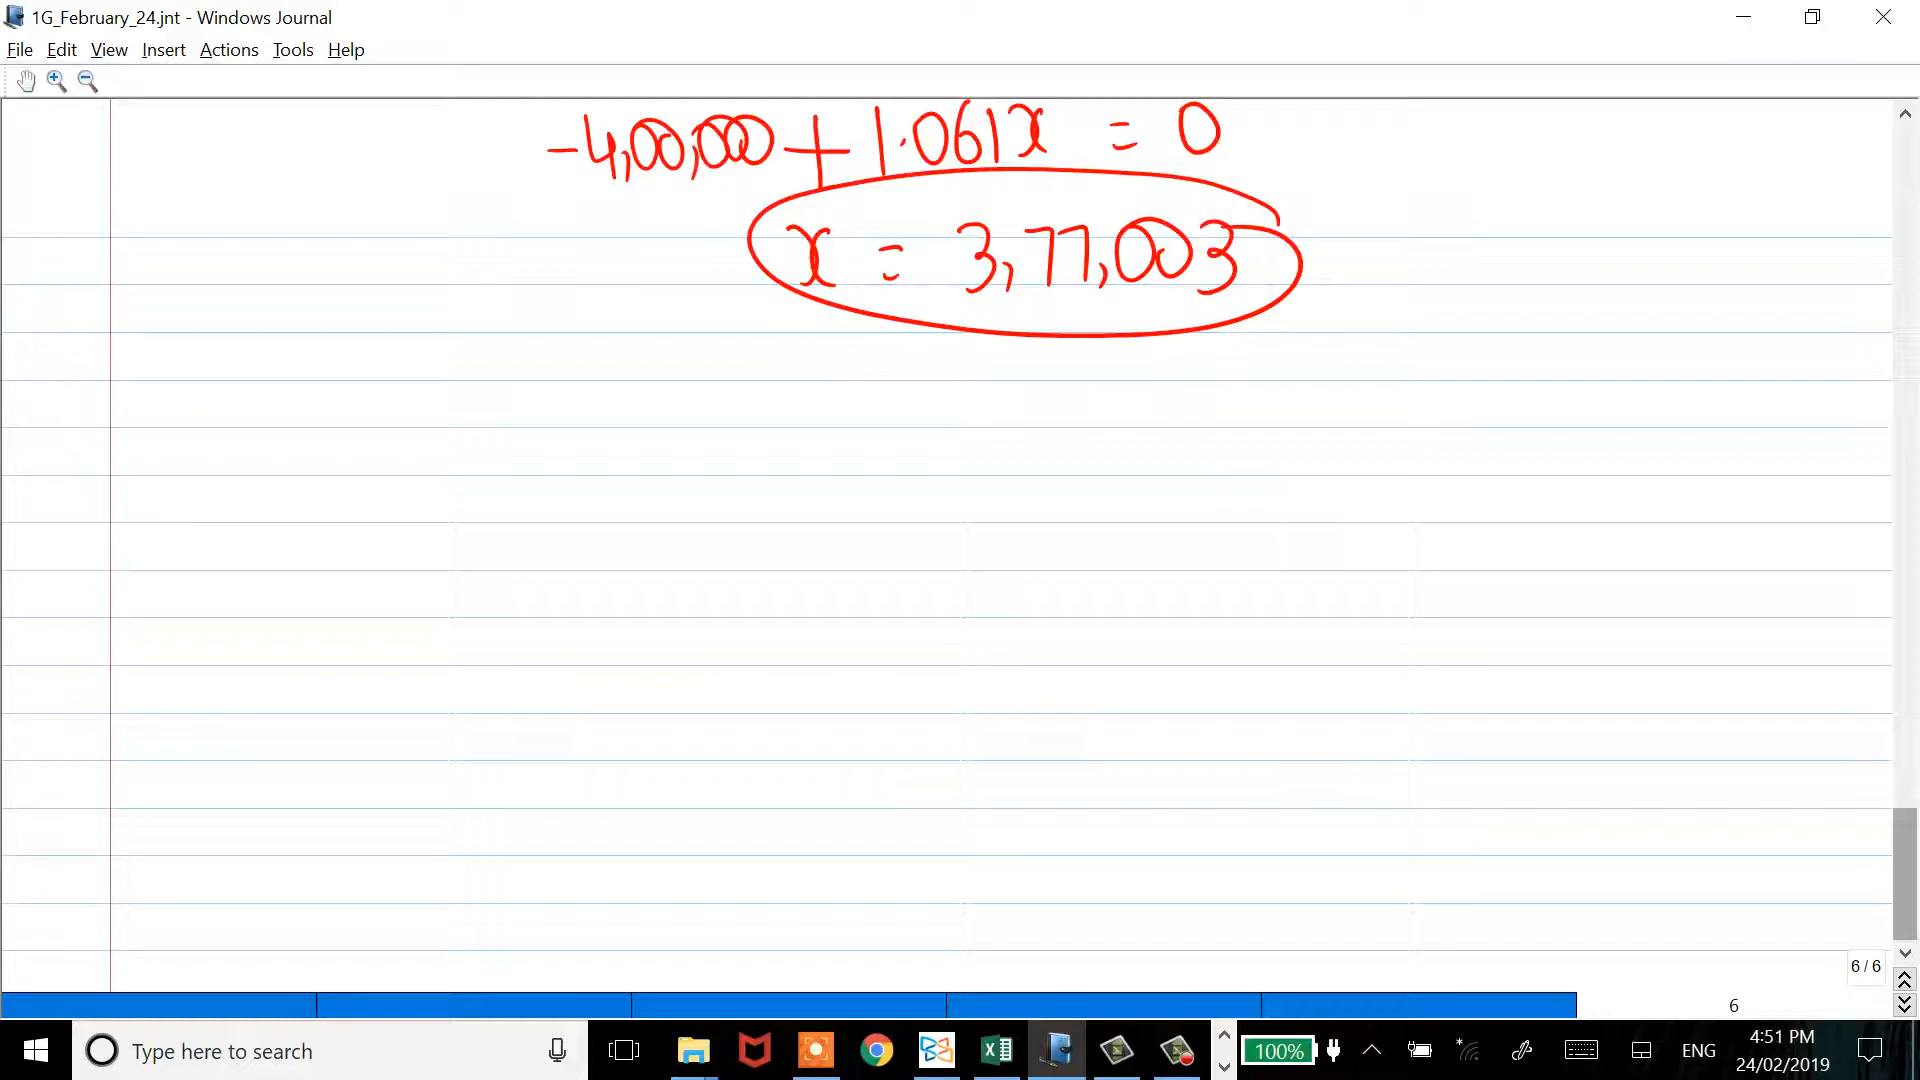 1G_February_24.jnt - Windows Journal
File Edit View Insert Actions Tools Help
-4,00,000 + 1.061x = 0
x = 3,77,003
6 / 6
6
Type here to search
100%
ENG
4:51 PM
24/02/2019